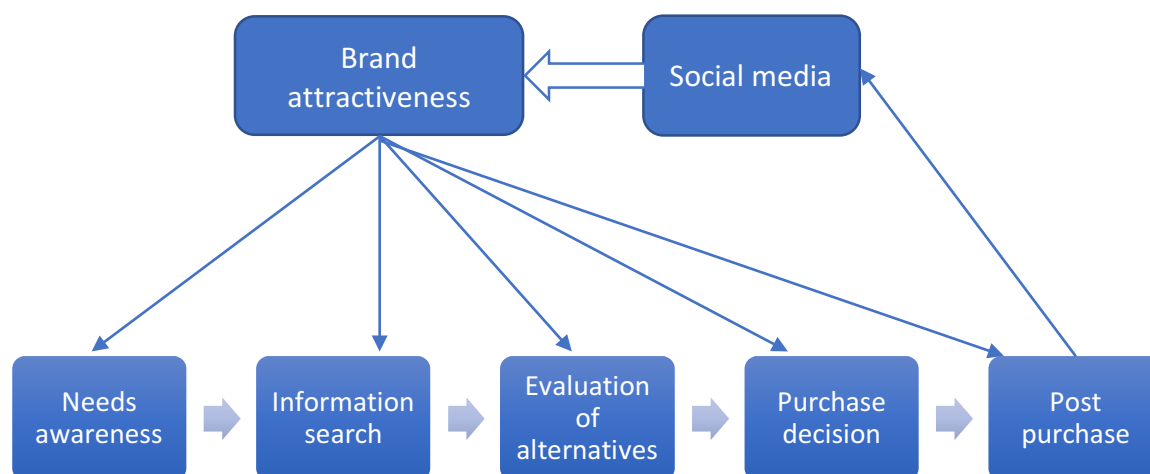 Brand
attractiveness
Social media
Needs
awareness
Information
search
Evaluation
of
alternatives
Purchase
decision
Post
purchase